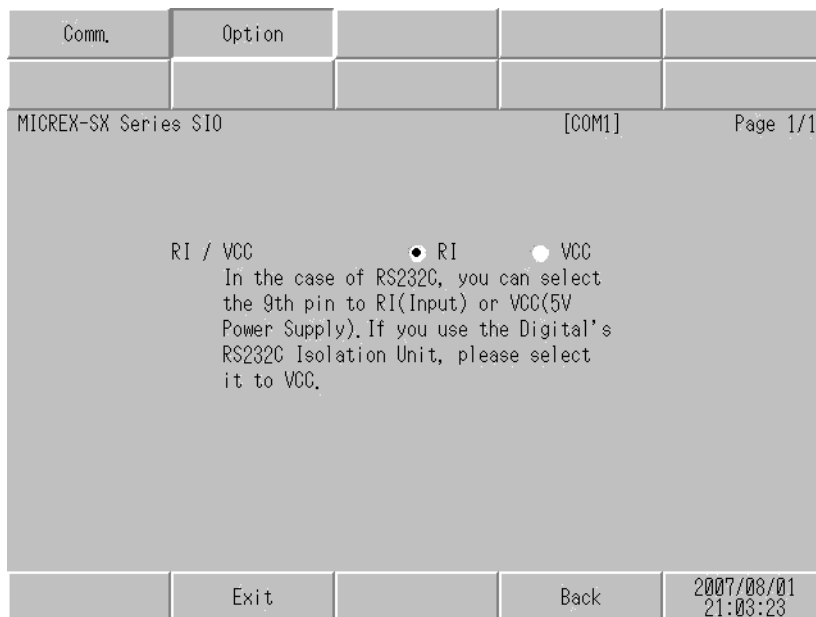 Comm. Option
MICREX-SX Series SIO [COM1] Page 1/1
RI / VCC RI VCC
In the case of RS232C, you can select
the 9th pin to RI(Input) or VCC(5V
Power Supply).If you use the Digital's
RS232C Isolation Unit, please select
it to VCC.
Exit Back 2007/08/01
21:03:23